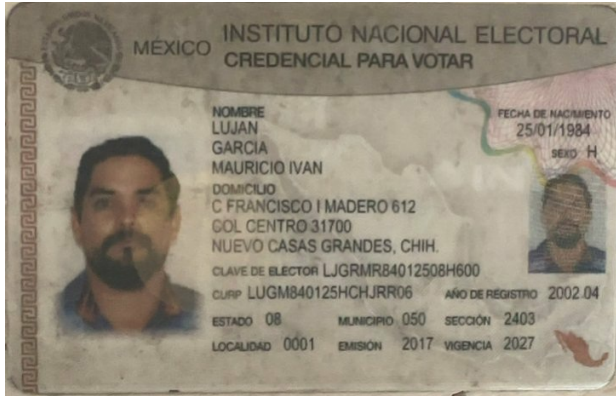 MÉXICO
INSTITUTO NACIONAL ELECTORAL
CREDENCIAL PARA VOTAR
NOMBRE
LUJAN
GARCIA
MAURICIO IVAN
FECHA DE NACIMIENTO
25/01/1984
SEXO H
DOMICILIO
C FRANCISCO I MADERO 612
COL CENTRO 31700
NUEVO CASAS GRANDES, CHIH.
CLAVE DE ELECTOR LJGRMR84012508H600
CURP LUGM840125HCHJRR06 AÑO DE REGISTRO 2002 04
ESTADO 08 MUNICIPIO 050 SECCIÓN 2403
LOCALIDAD 0001 EMISIÓN 2017 VIGENCIA 2027